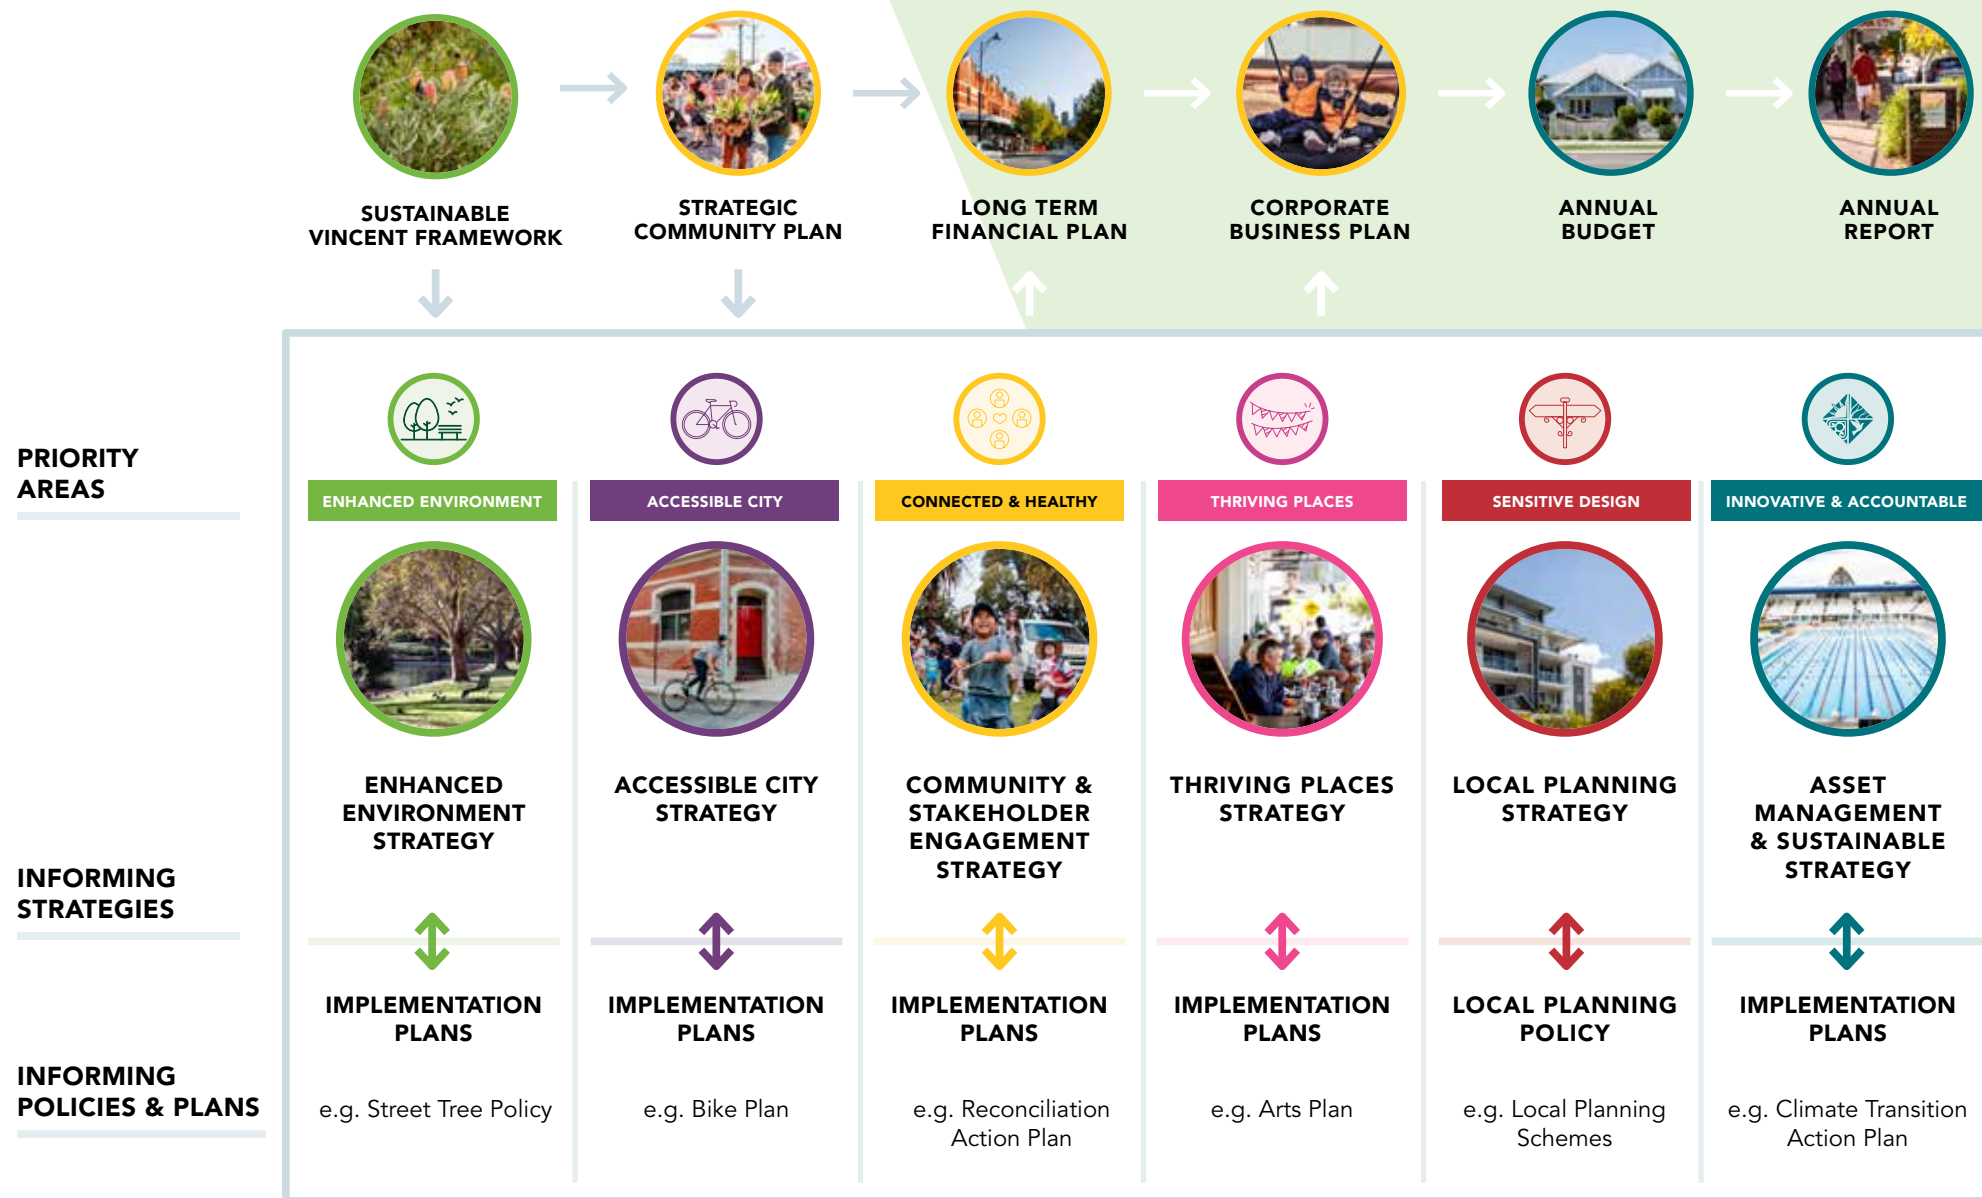 SUSTAINABLE
VINCENT FRAMEWORK
STRATEGIC
COMMUNITY PLAN
LONG TERM
FINANCIAL PLAN
CORPORATE
BUSINESS PLAN
ANNUAL
BUDGET
ANNUAL
REPORT
PRIORITY
AREAS
ENHANCED ENVIRONMENT
ACCESSIBLE CITY
CONNECTED & HEALTHY
THRIVING PLACES
SENSITIVE DESIGN
INNOVATIVE & ACCOUNTABLE
INFORMING
STRATEGIES
ENHANCED
ENVIRONMENT
STRATEGY
ACCESSIBLE CITY
STRATEGY
COMMUNITY &
STAKEHOLDER
ENGAGEMENT
STRATEGY
THRIVING PLACES
STRATEGY
LOCAL PLANNING
STRATEGY
ASSET
MANAGEMENT
& SUSTAINABLE
STRATEGY
INFORMING
POLICIES & PLANS
IMPLEMENTATION
PLANS
e.g. Street Tree Policy
IMPLEMENTATION
PLANS
e.g. Bike Plan
IMPLEMENTATION
PLANS
e.g. Reconciliation
Action Plan
IMPLEMENTATION
PLANS
e.g. Arts Plan
LOCAL PLANNING
POLICY
e.g. Local Planning
Schemes
IMPLEMENTATION
PLANS
e.g. Climate Transition
Action Plan